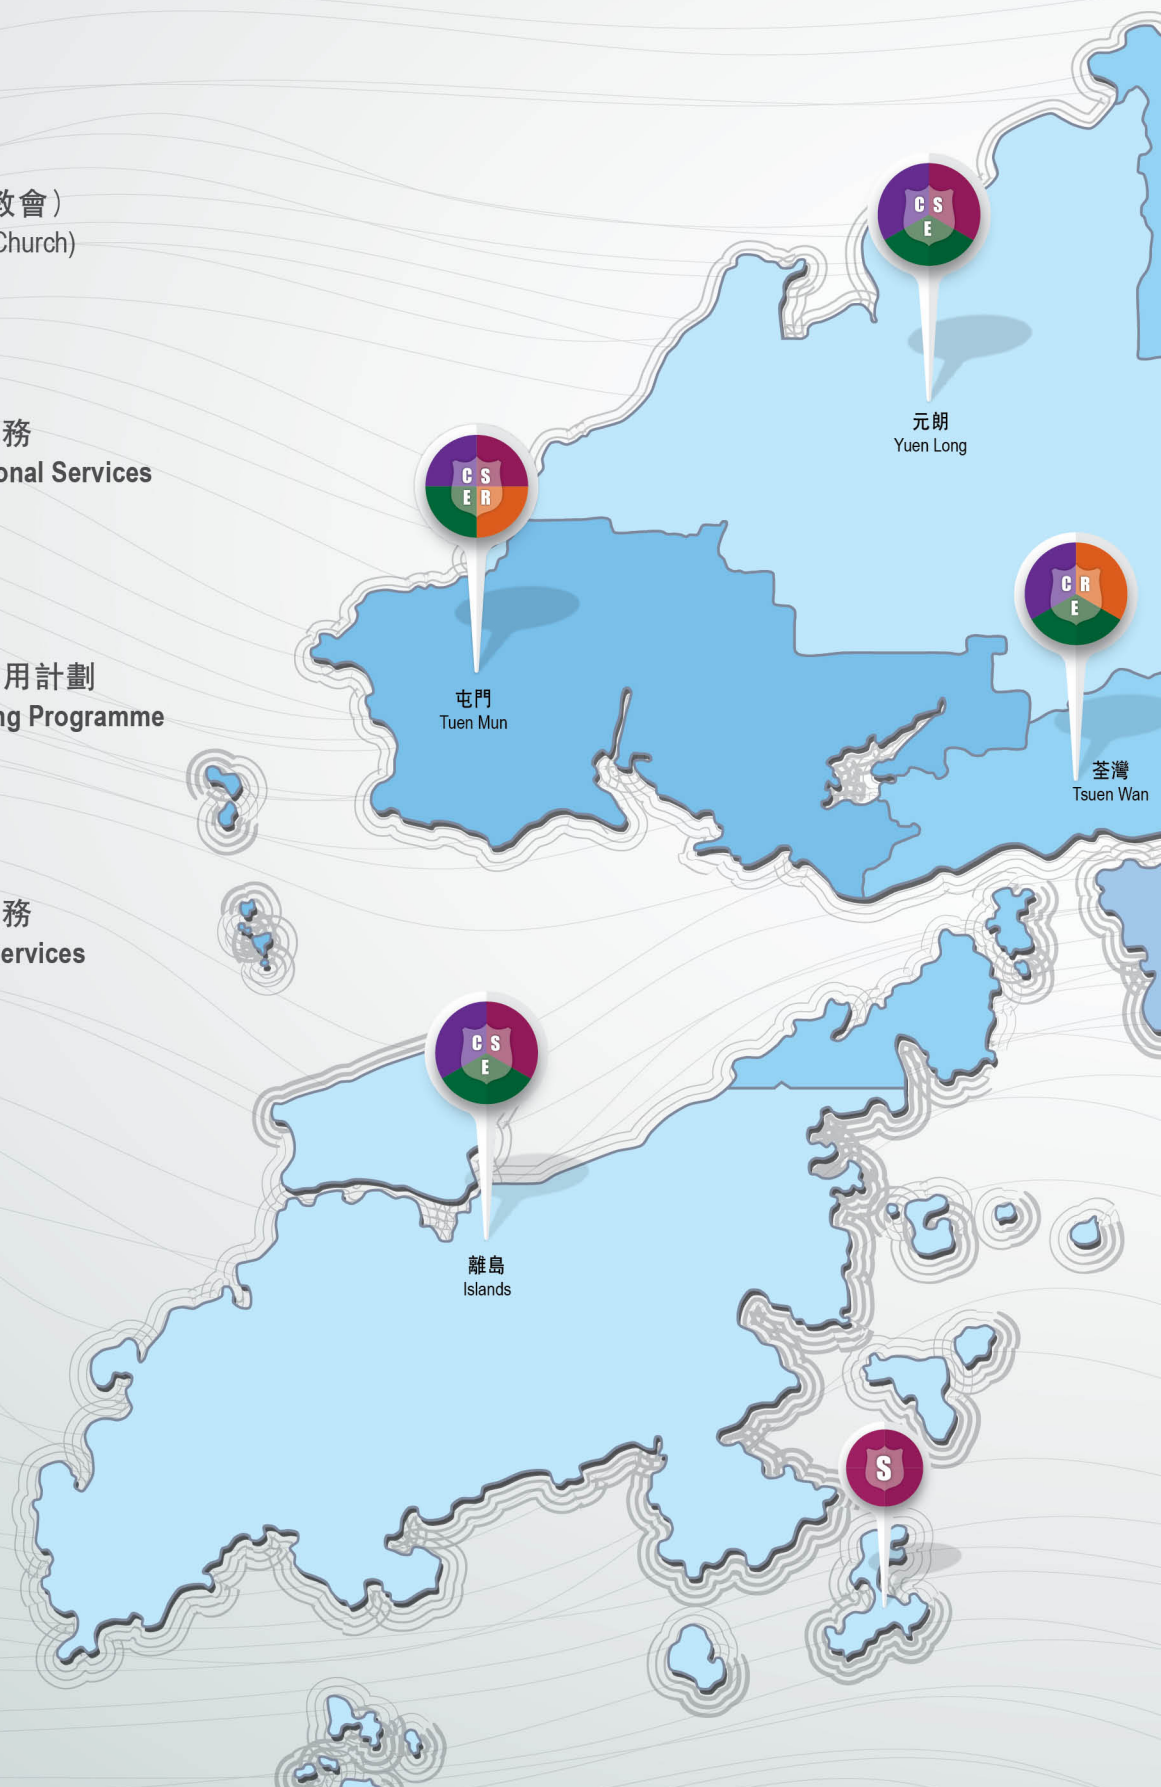 教會）
Church)
務
onal Services
用計劃
ng Programme
務
ervices
C S
E
元朗
Yuen Long
C S
E R
屯門
Tuen Mun
C R
E
荃灣
Tsuen Wan
C S
E
離島
Islands
S